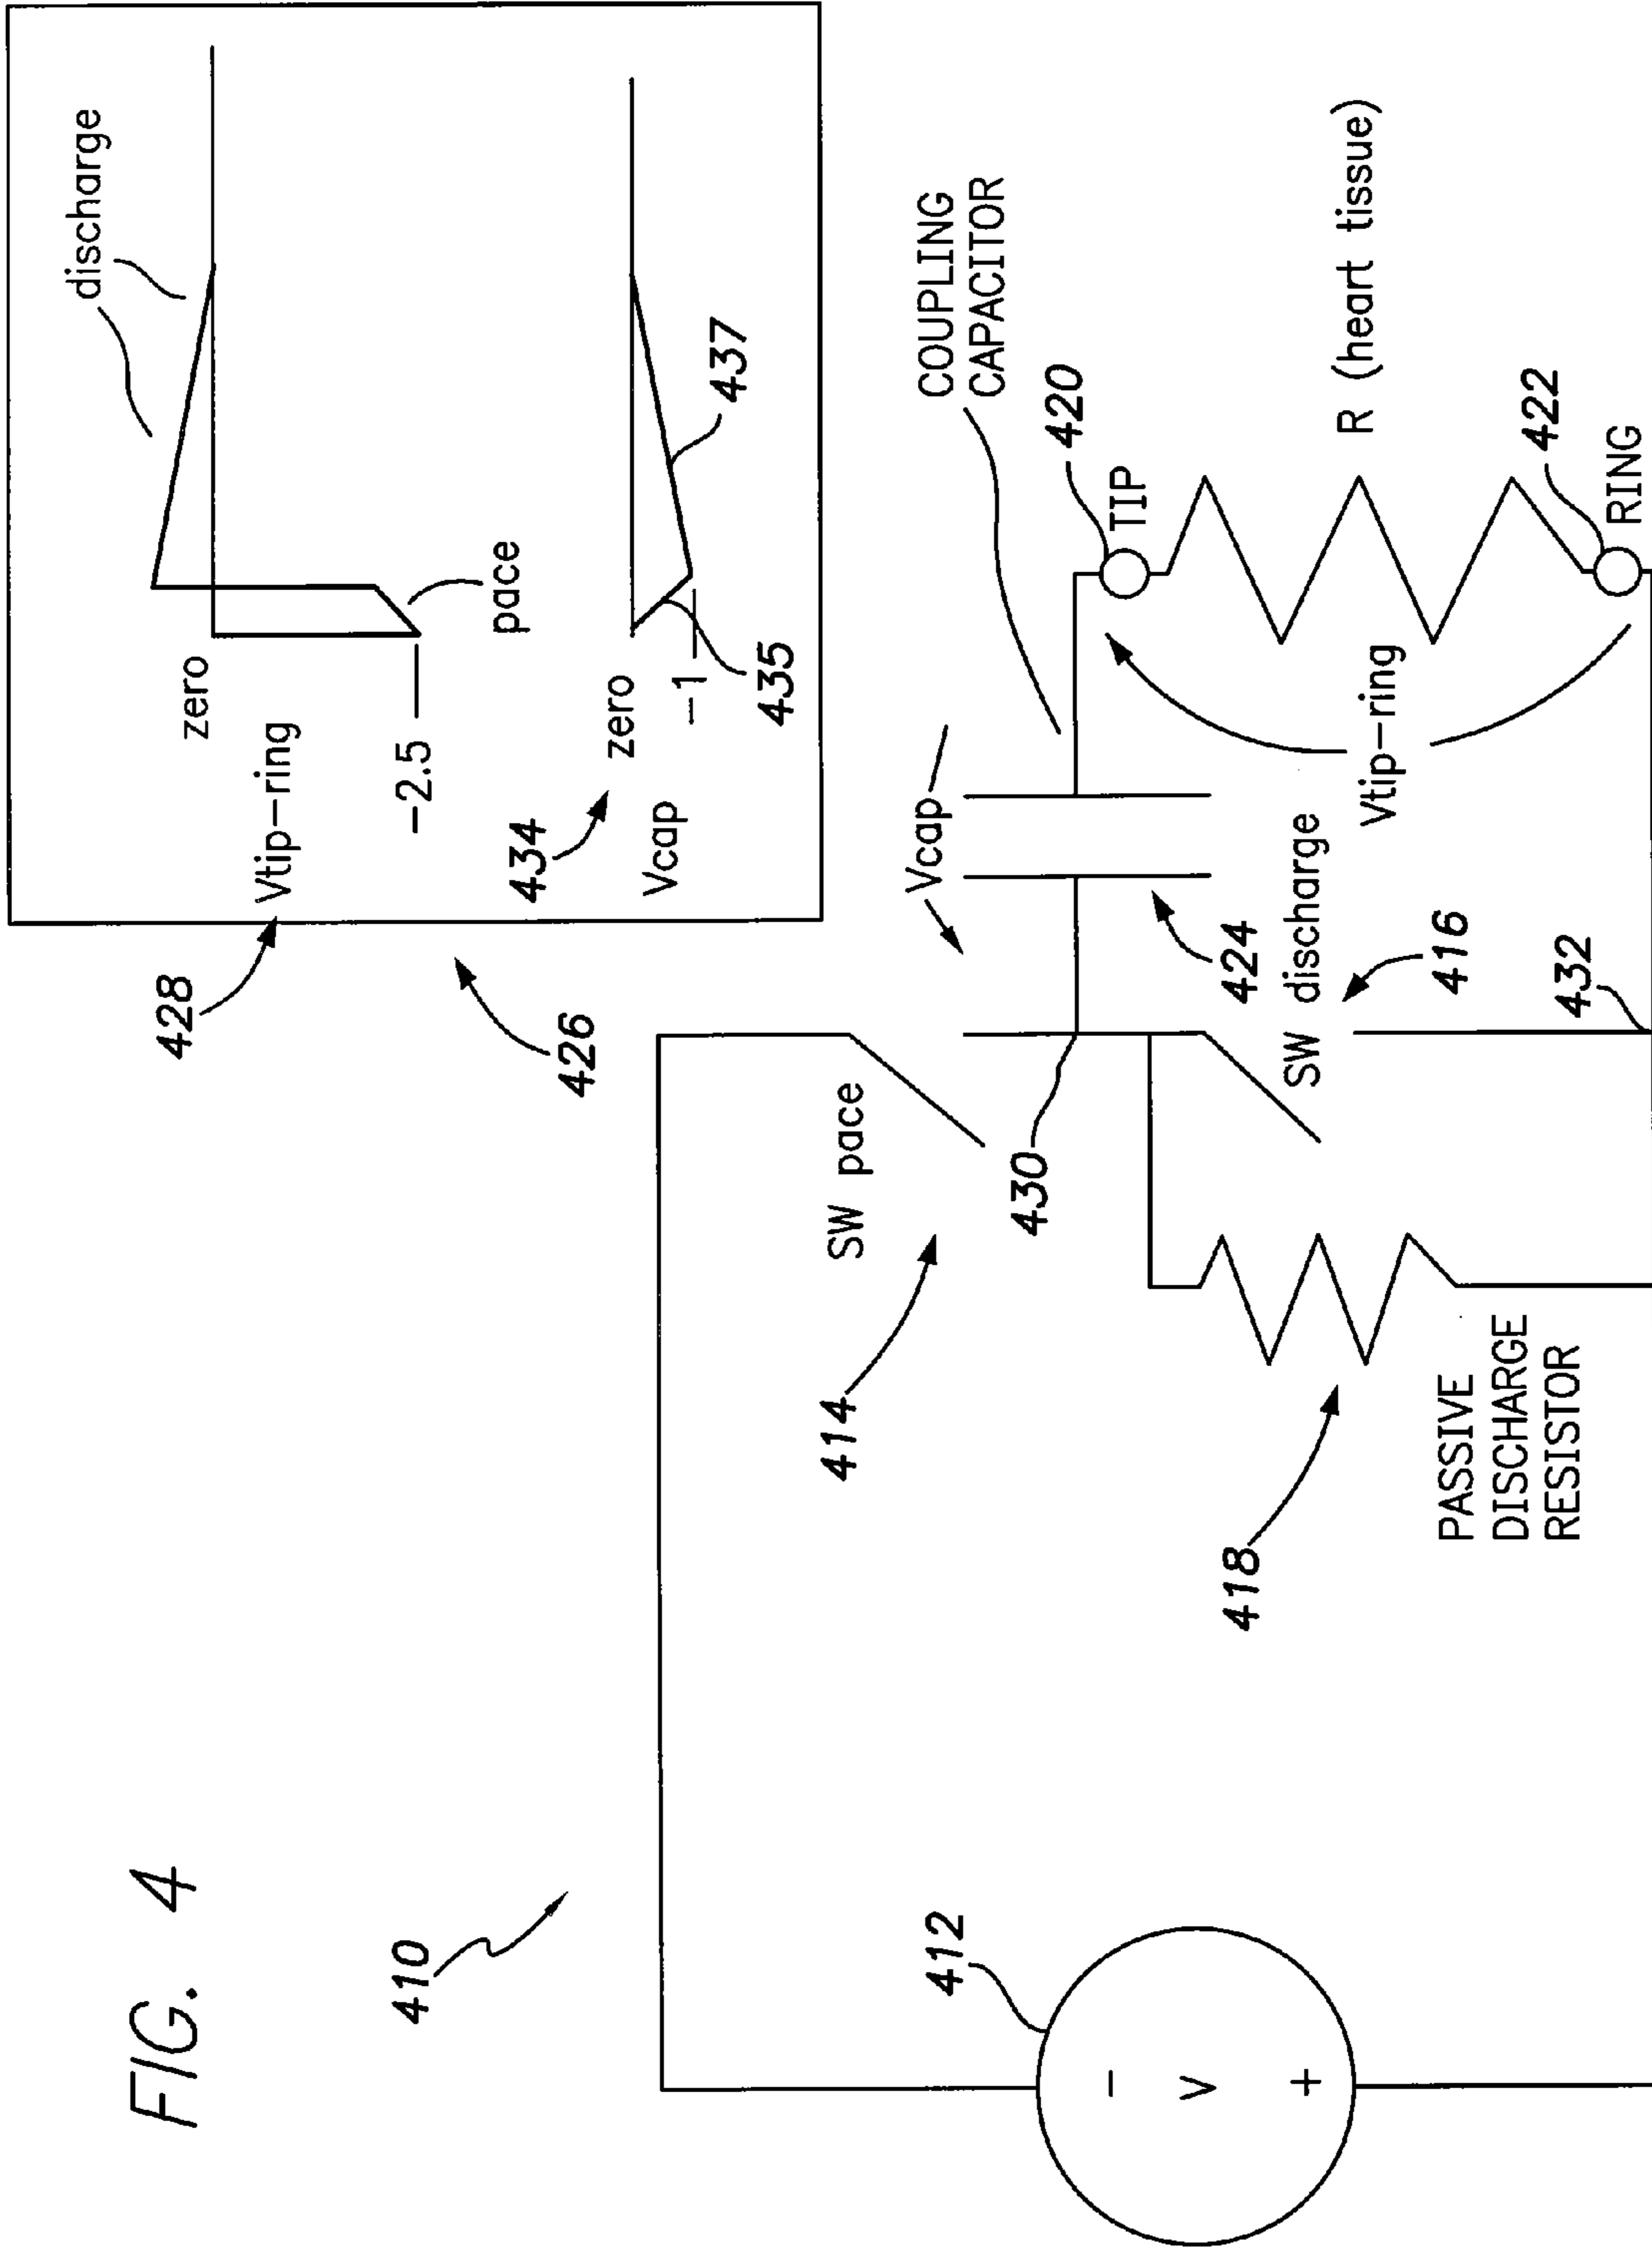 FIG. 4
410
428
Vtip-ring
zero
discharge
-2.5
pace
426
434
zero
Vcap
-1
435
437
412
-
V
+
414
SW pace
430
Vcap
COUPLING
CAPACITOR
420
TIP
424
418
SW discharge
416
Vtip-ring
R (heart tissue)
PASSIVE
DISCHARGE
RESISTOR
432
422
RING